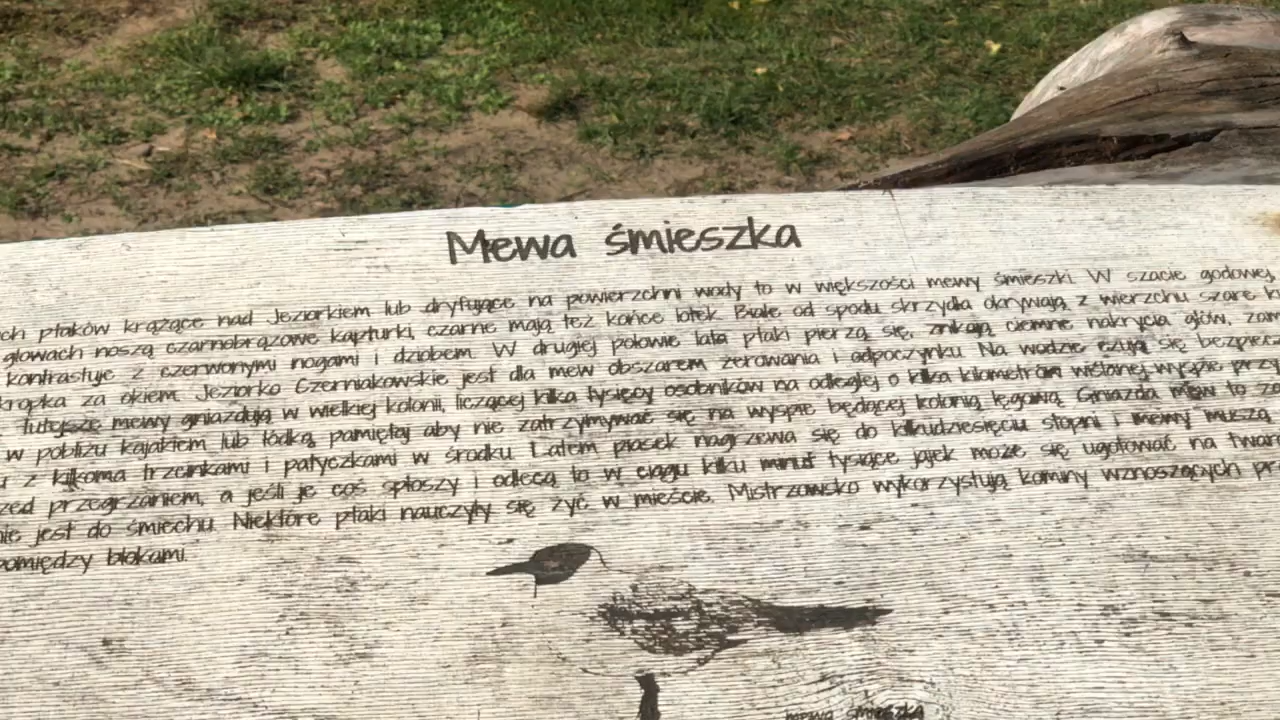 Mewa śmieszka
ptaków krążące nad Jeziorkiem lub dryfujące na powierzchni wody to w większości mewy śmieszki. W szacie godowej,
głowach noszą czarnobrązowe kapturki, czarne mają też końce lotek. Białe od spodu skrzydła okrywają z wierzchu szare
kontrastuje z czerwonymi nogami i dziobem. W drugiej połowie lata ptaki pierzą się, znikają ciemne nakrycia głów,
kropka za okiem. Jeziorko Czerniakowskie jest dla mew obszarem żerowania i odpoczynku. Na wodzie czują się
Tutejsze mewy gniazdują w wielkiej kolonii, liczącej kilka tysięcy osobników na odległej o kilka kilometrów wiślanej wyspie
w pobliżu kajakiem lub łódką, pamiętaj aby nie zatrzymywać się na wyspie będącej kolonią lęgową. Gniazda mew to
z kilkoma trzcinkami i patyczkami w środku. Latem piasek nagrzewa się do kilkudziesięciu stopni i mewy muszą
przegrzaniem, a jeśli je coś spłoszy i odlecą to w ciągu kilku minut tysiące jajek może się ugotować na
jest do śmiechu. Niektóre ptaki nauczyły się żyć w mieście. Mistrzowsko wykorzystują kominy wznoszących
pomiędzy blokami.
mewa śmieszka